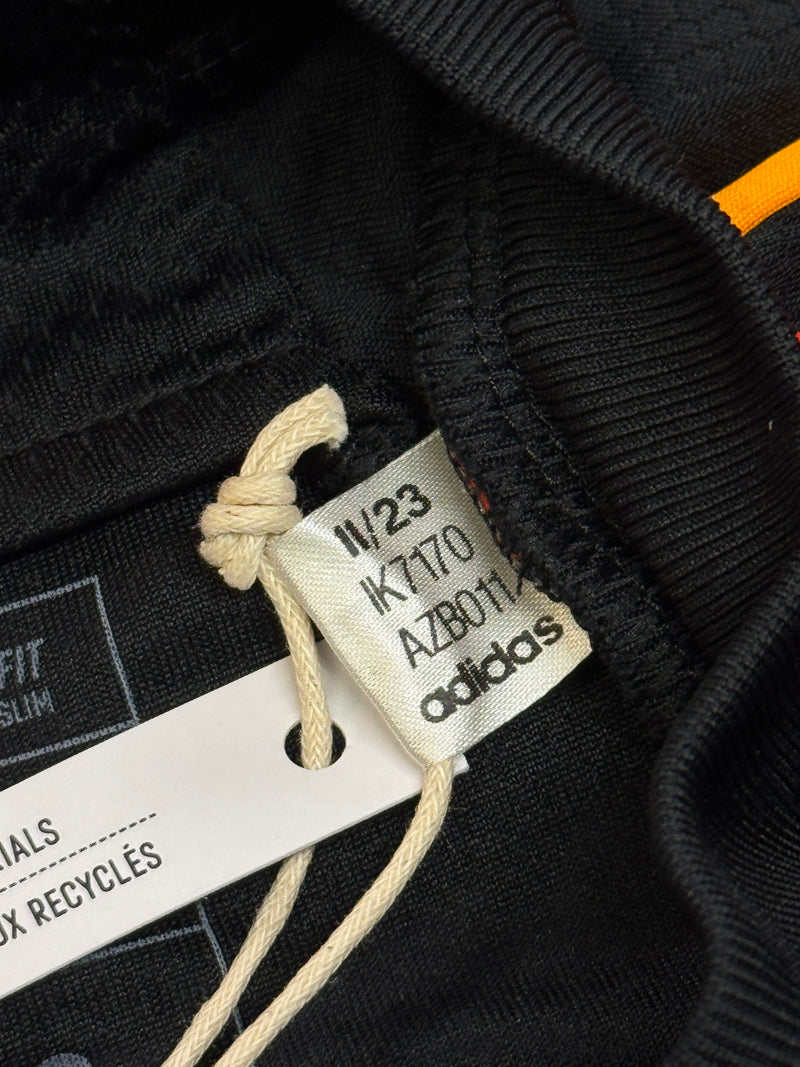 11/23
IK7170
AZB011
adidas
FIT
SLIM
IALS
UX RECYCLÉS